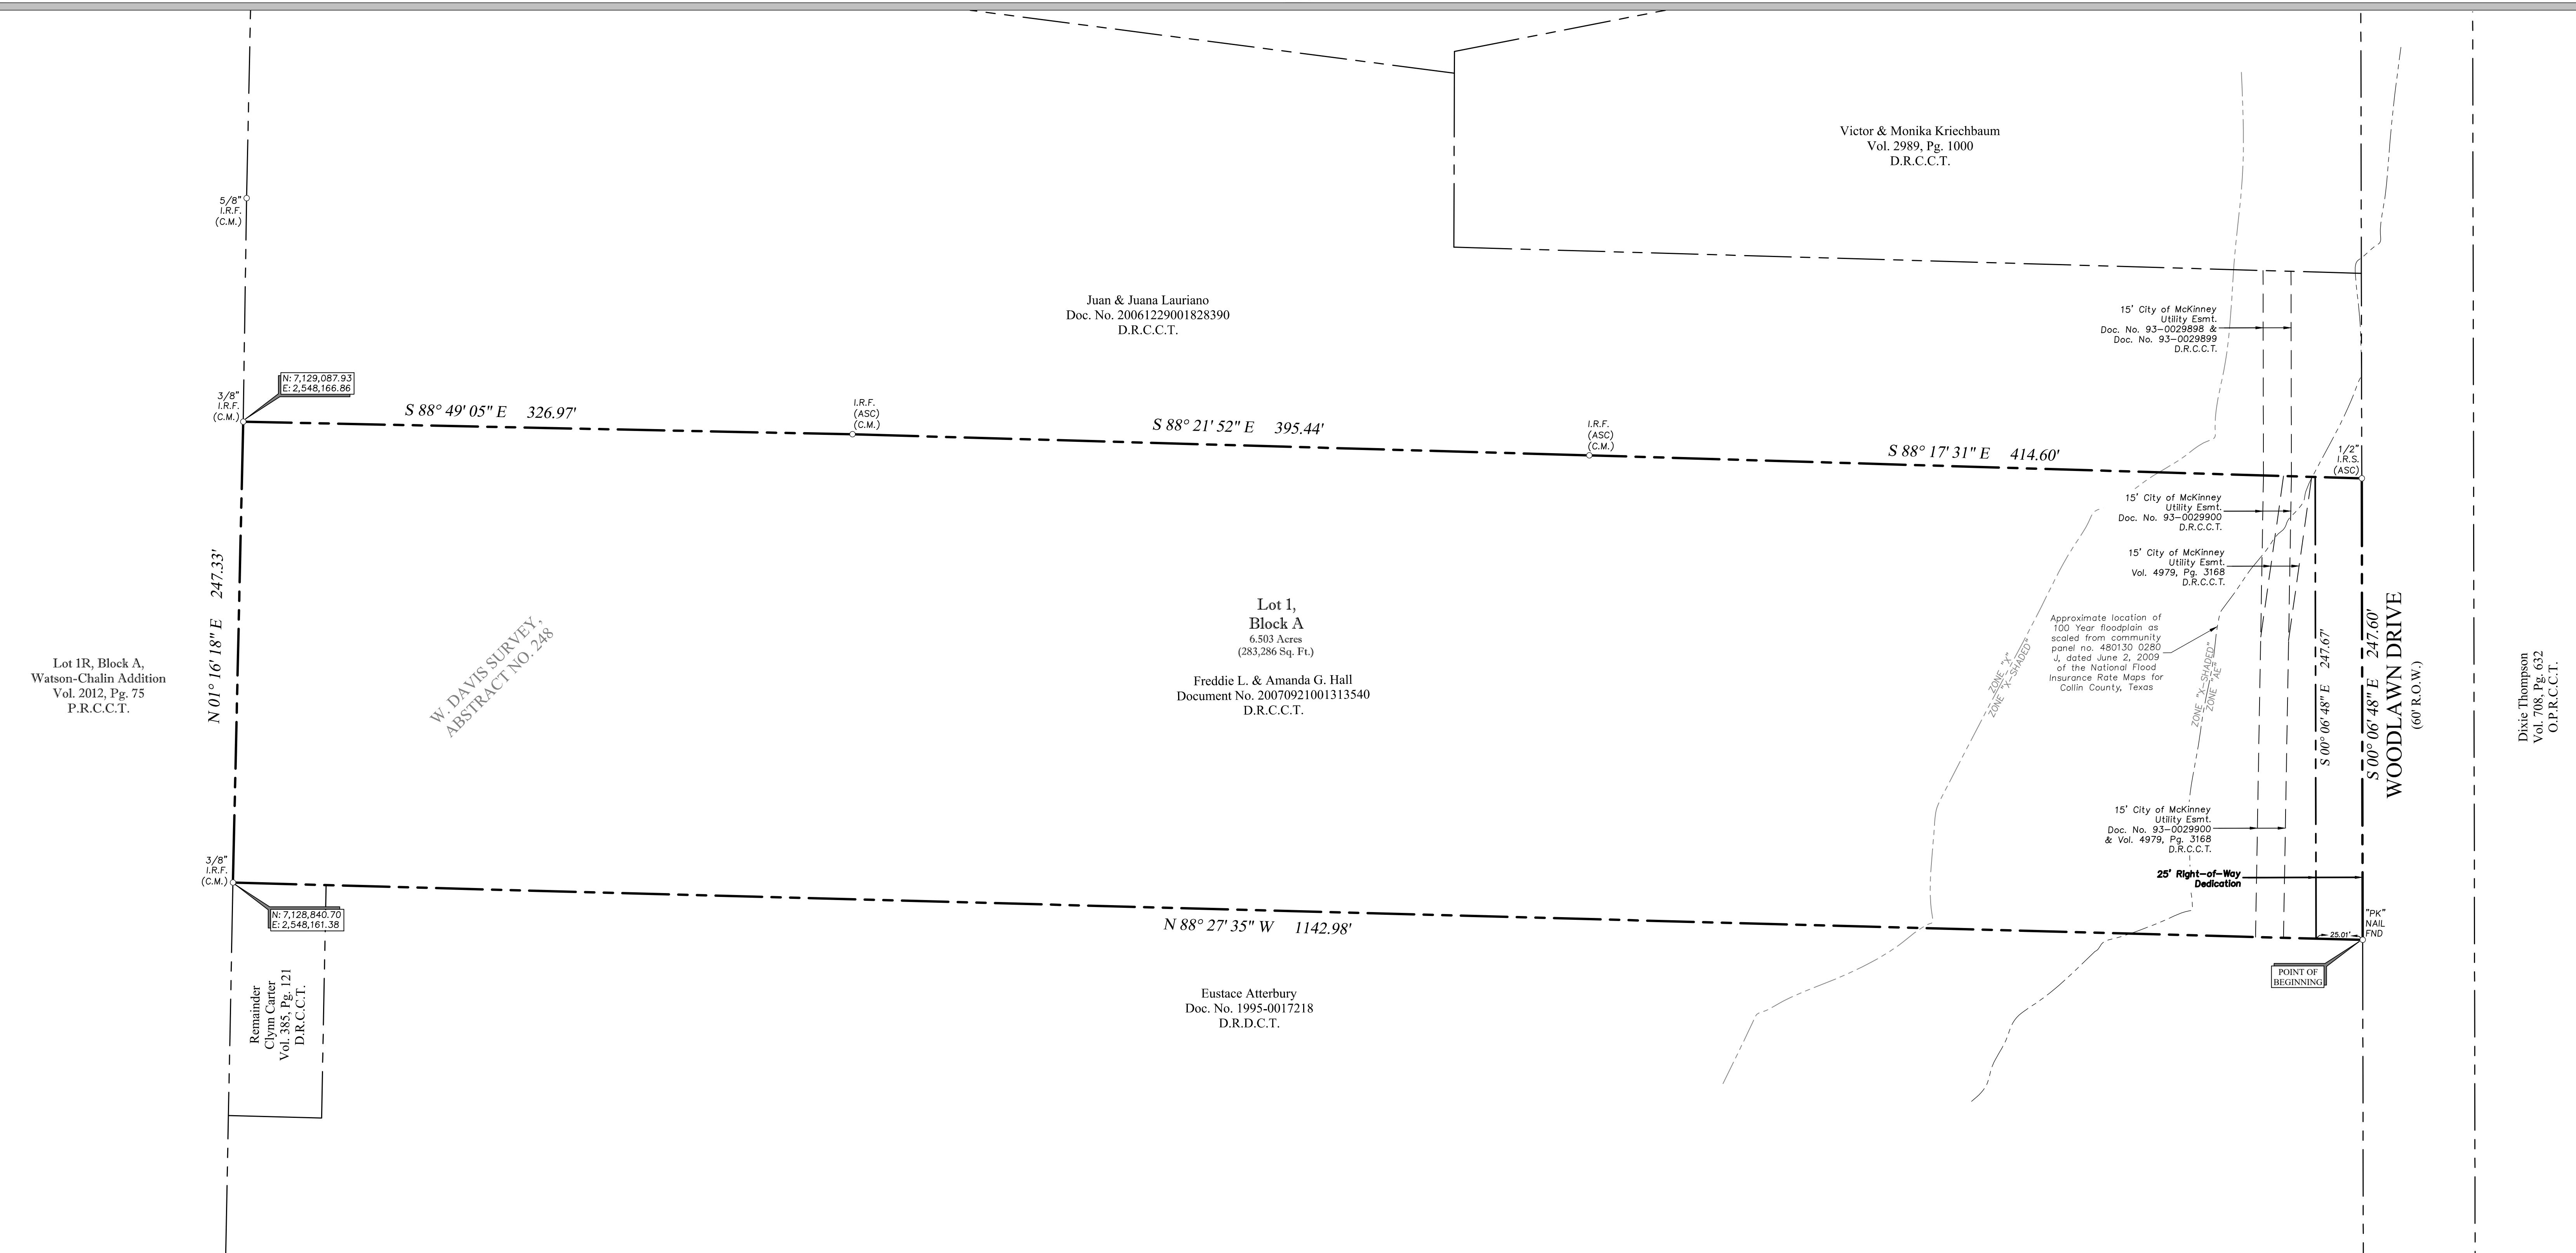 Victor & Monika Kriechbaum
Vol. 2989, Pg. 1000
D.R.C.C.T.
5/8"
I.R.F.
(C.M.)
Juan & Juana Lauriano
Doc. No. 20061229001828390
D.R.C.C.T.
15' City of McKinney
Utility Esmt.
Doc. No. 93-0029898 &
Doc. No. 93-0029899
D.R.C.C.T.
N: 7,129,087.93
E: 2,548,166.86
3/8"
I.R.F.
(C.M.)
S 88° 49' 05" E 326.97'
I.R.F.
(ASC)
(C.M.)
S 88° 21' 52" E 395.44'
I.R.F.
(ASC)
(C.M.)
S 88° 17' 31" E 414.60'
1/2"
I.R.S.
(ASC)
15' City of McKinney
Utility Esmt.
Doc. No. 93-0029900
D.R.C.C.T.
15' City of McKinney
Utility Esmt.
Vol. 4979, Pg. 3168
D.R.C.C.T.
N 01° 16' 18" E 247.33'
Lot 1R, Block A,
Watson-Chalin Addition
Vol. 2012, Pg. 75
P.R.C.C.T.
W. DAVIS SURVEY,
ABSTRACT NO. 248
Lot 1,
Block A
6.503 Acres
(283,286 Sq. Ft.)
Freddie L. & Amanda G. Hall
Document No. 20070921001313540
D.R.C.C.T.
ZONE "X"
ZONE "X-SHADED"
Approximate location of
100 Year floodplain as
scaled from community
panel no. 480130 0280
J, dated June 2, 2009
of the National Flood
Insurance Rate Maps for
Collin County, Texas
ZONE "X-SHADED"
ZONE "AE"
S 00° 06' 48" E 247.67'
S 00° 06' 48" E 247.60'
WOODLAWN DRIVE
(60' R.O.W.)
Dixie Thompson
Vol. 708, Pg. 632
O.P.R.C.C.T.
15' City of McKinney
Utility Esmt.
Doc. No. 93-0029900
& Vol. 4979, Pg. 3168
D.R.C.C.T.
25' Right-of-Way
Dedication
3/8"
I.R.F.
(C.M.)
N: 7,128,840.70
E: 2,548,161.38
N 88° 27' 35" W 1142.98'
25.01'
"PK"
NAIL
FND
POINT OF
BEGINNING
Remainder
Clynn Carter
Vol. 385, Pg. 121
D.R.C.C.T.
Eustace Atterbury
Doc. No. 1995-0017218
D.R.D.C.T.